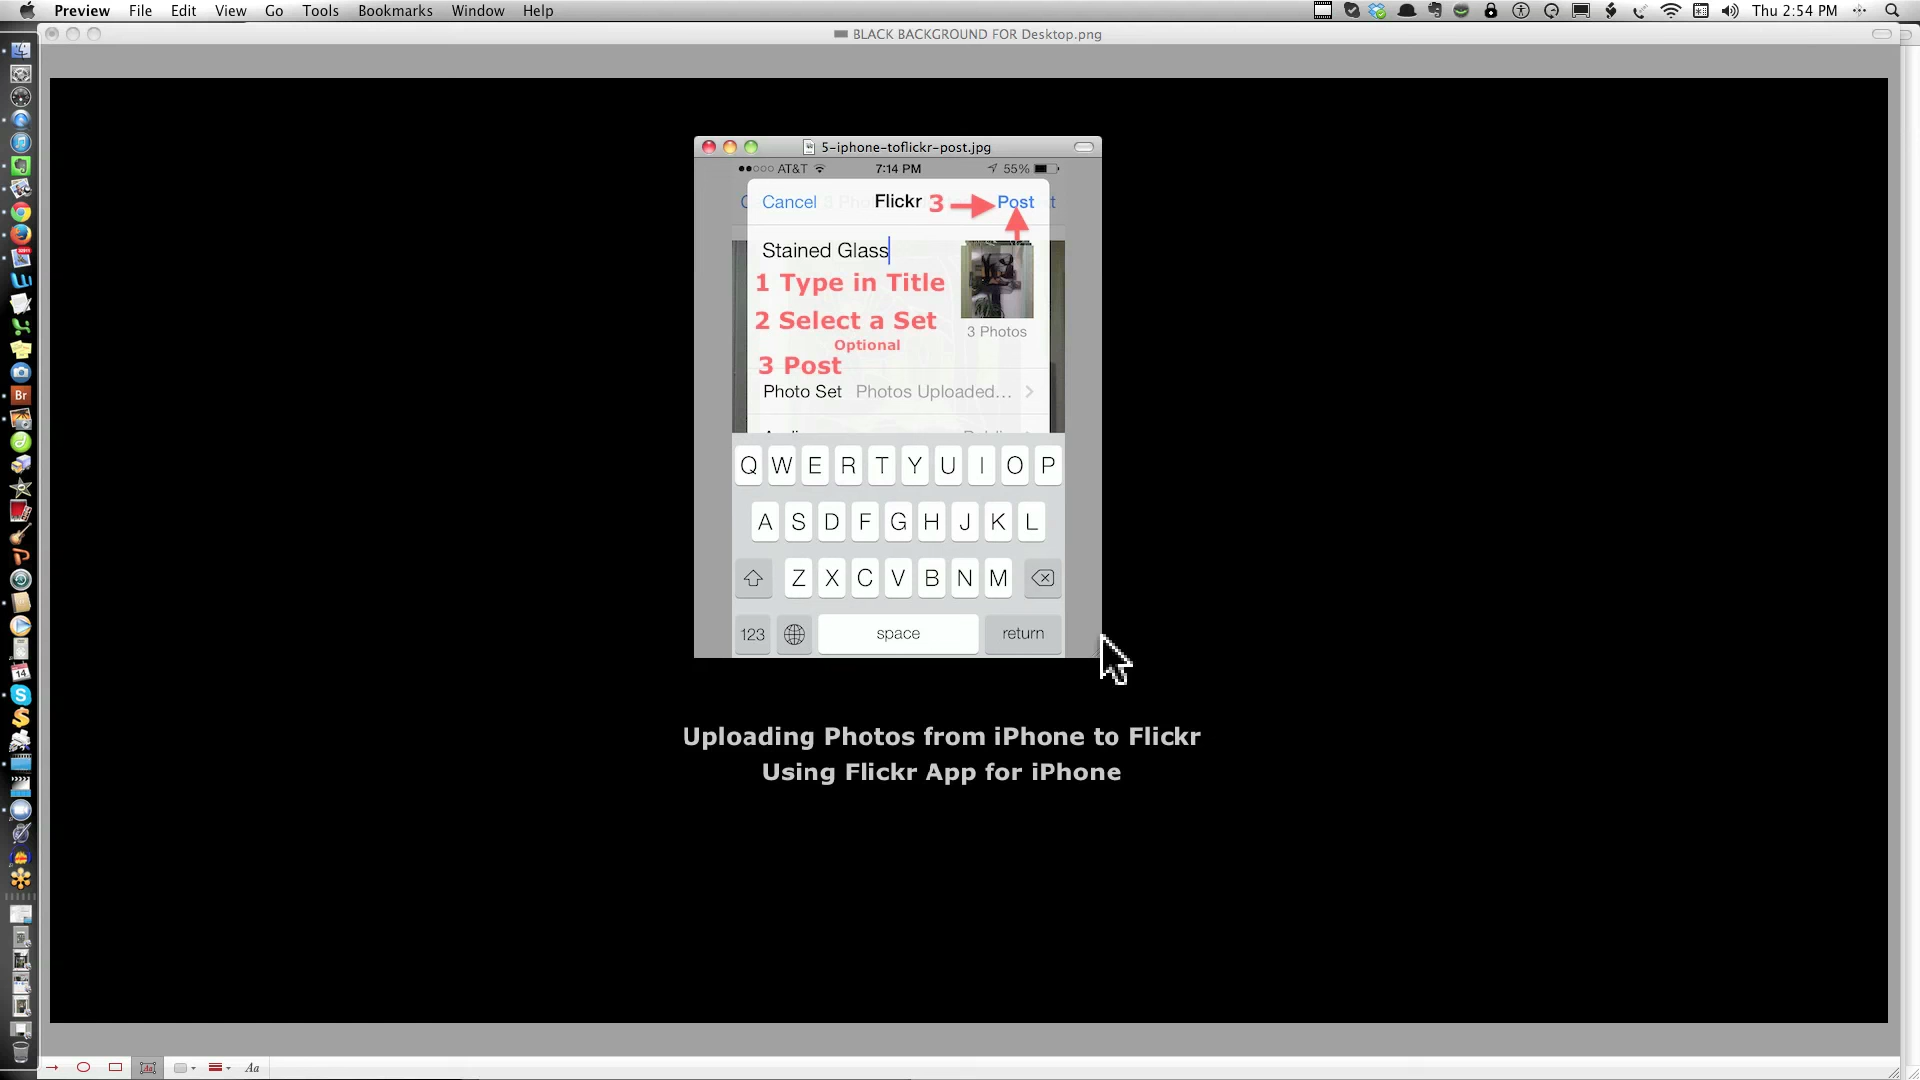 Preview File Edit View Go Tools Bookmarks Window Help Thu 2:54 PM
BLACK BACKGROUND FOR Desktop.png
5-iphone-toflickr-post.jpg
AT&T 7:14 PM 55%
Cancel Flickr 3 Post
Stained Glass
1 Type in Title
2 Select a Set
3 Photos
Optional
3 Post
Photo Set Photos Uploaded...
Q W E R T Y U I O P
A S D F G H J K L
Z X C V B N M
123 space return
Uploading Photos from iPhone to Flickr
Using Flickr App for iPhone
Br
14
Aa